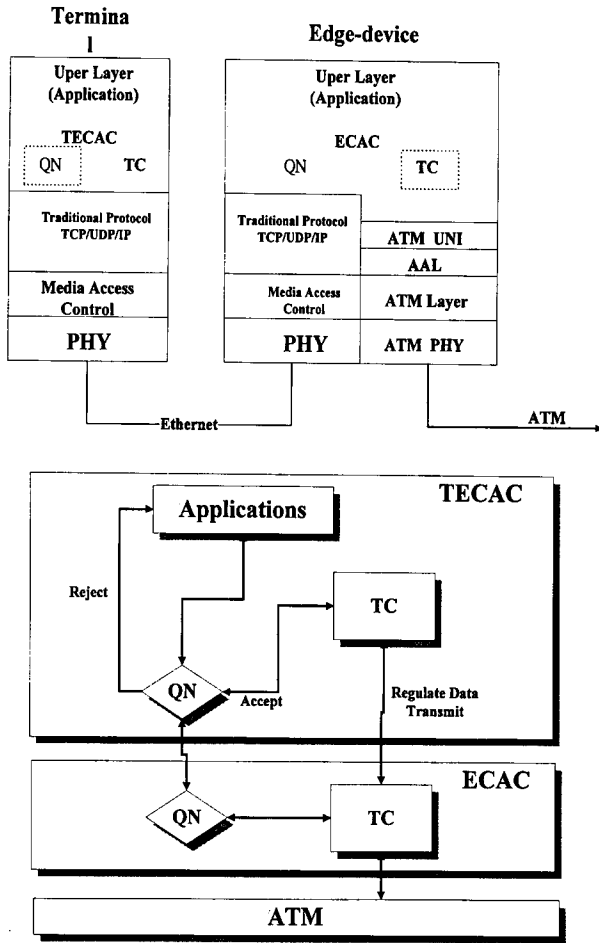 Termina
l
Edge-device
Uper Layer
(Application)
TECAC
QN TC
Traditional Protocol
TCP/UDP/IP
Media Access
Control
PHY
Uper Layer
(Application)
ECAC
QN TC
Traditional Protocol
TCP/UDP/IP
ATM UNI
AAL
Media Access
Control
ATM Layer
PHY
ATM PHY
Ethernet
ATM
TECAC
Applications
Reject
TC
QN
Accept
Regulate Data
Transmit
ECAC
QN
TC
ATM